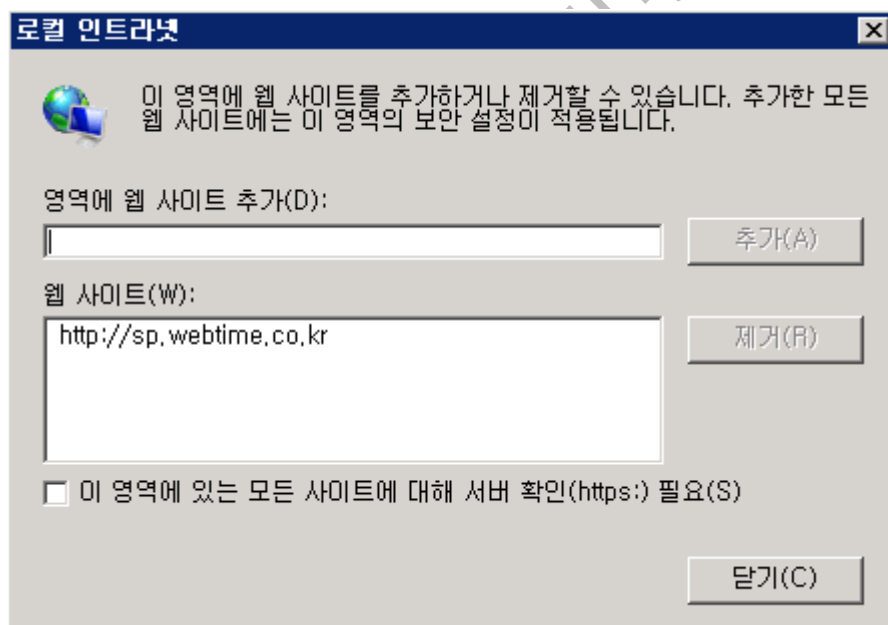 로컬 인트라넷
이 영역에 웹 사이트를 추가하거나 제거할 수 있습니다. 추가한 모든
웹 사이트에는 이 영역의 보안 설정이 적용됩니다.
영역에 웹 사이트 추가(D):
추가(A)
웹 사이트(W):
http://sp.webtime.co.kr
제거(R)
이 영역에 있는 모든 사이트에 대해 서버 확인(https:) 필요(S)
닫기(C)